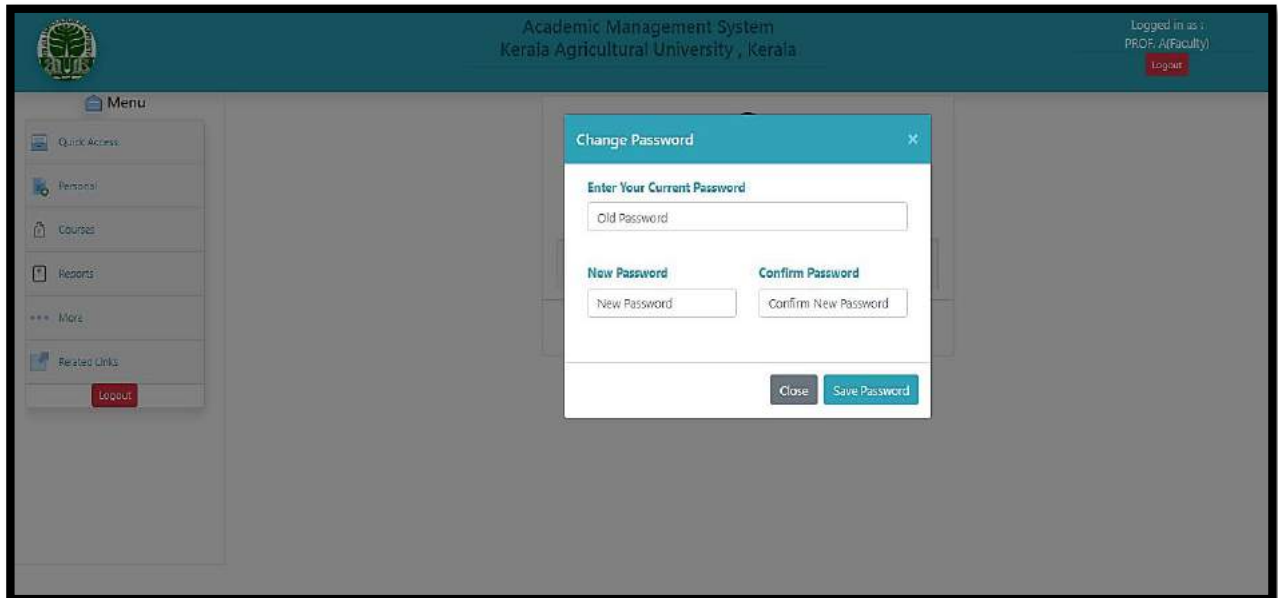 Academic Management System
Kerala Agricultural University , Kerala
Logged in as :
PROF. A(Faculty)
Logout
Menu
Quick Access
Personal
Courses
Reports
More
Related Links
Logout
Change Password
×
Enter Your Current Password
Old Password
New Password
Confirm Password
New Password
Confirm New Password
Close
Save Password